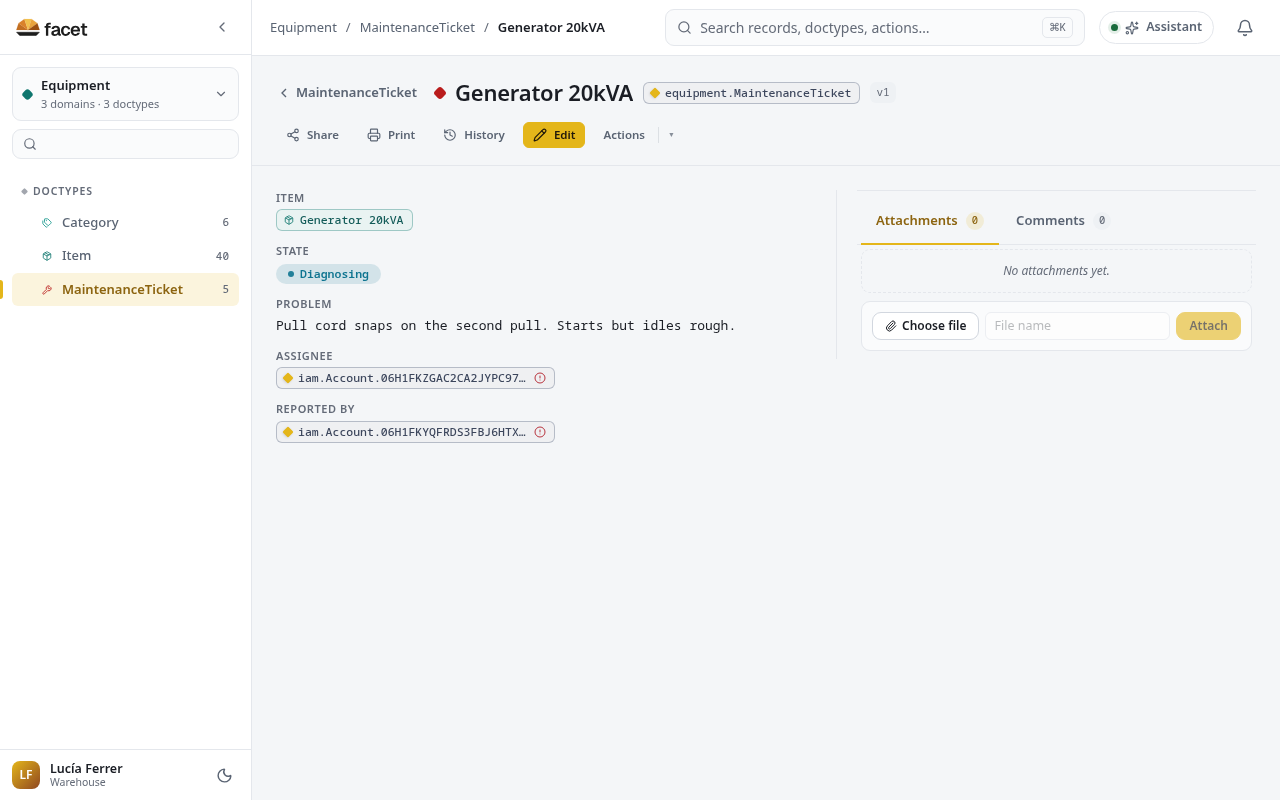 facet
Equipment
3 domains · 3 doctypes
DOCTYPES
Category 6
Item 40
MaintenanceTicket 5
LF
Lucía Ferrer
Warehouse
Equipment / MaintenanceTicket / Generator 20kVA
Search records, doctypes, actions... ⌘K
Assistant
MaintenanceTicket
Generator 20kVA
equipment.MaintenanceTicket
v1
Share
Print
History
Edit
Actions
ITEM
Generator 20kVA
STATE
Diagnosing
PROBLEM
Pull cord snaps on the second pull. Starts but idles rough.
ASSIGNEE
iam.Account.06H1FKZGAC2CA2JYPC97…
REPORTED BY
iam.Account.06H1FKYQFRDS3FBJ6HTX…
Attachments 0
Comments 0
No attachments yet.
Choose file
File name
Attach